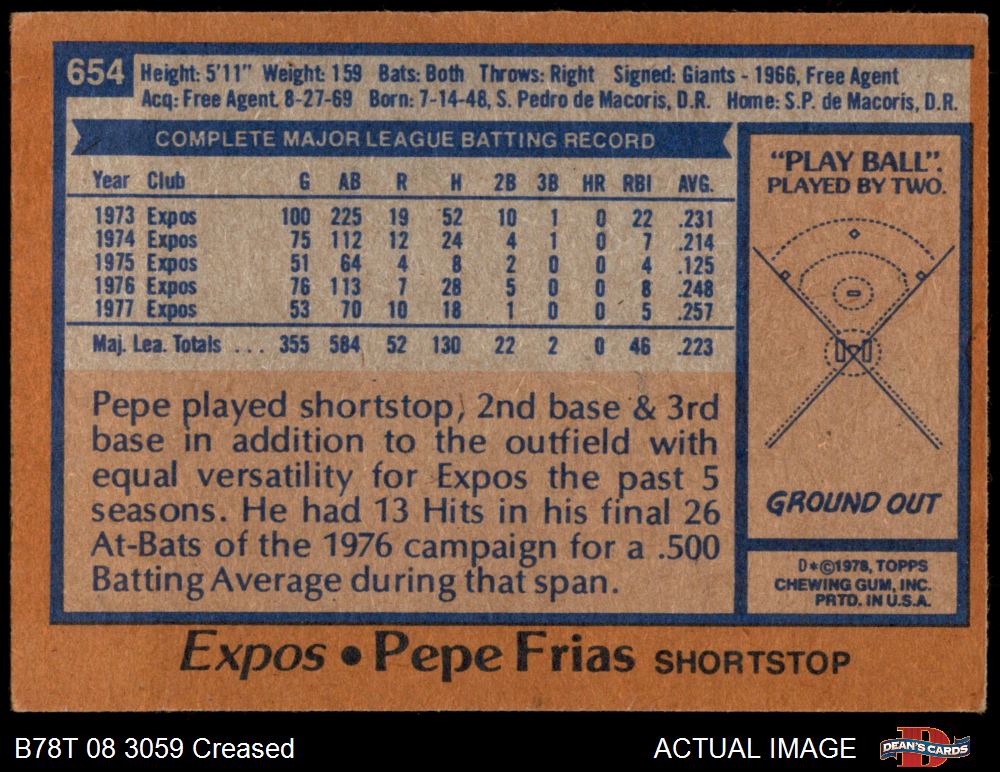 654
Height: 5'11" Weight: 159 Bats: Both Throws: Right Signed: Giants - 1966, Free Agent
Acq: Free Agent, 8-27-69 Born: 7-14-48, S. Pedro de Macoris, D.R. Home: S.P. de Macoris, D.R.
COMPLETE MAJOR LEAGUE BATTING RECORD
Year Club G AB R H 2B 3B HR RBI AVG.
1973 Expos 100 225 19 52 10 1 0 22 .231
1974 Expos 75 112 12 24 4 1 0 7 .214
1975 Expos 51 64 4 8 2 0 0 4 .125
1976 Expos 76 113 7 28 5 0 0 8 .248
1977 Expos 53 70 10 18 1 0 0 5 .257
Maj. Lea. Totals ... 355 584 52 130 22 2 0 46 .223
Pepe played shortstop, 2nd base & 3rd
base in addition to the outfield with
equal versatility for Expos the past 5
seasons. He had 13 Hits in his final 26
At-Bats of the 1976 campaign for a .500
Batting Average during that span.
"PLAY BALL".
PLAYED BY TWO.
GROUND OUT
D*©1978, TOPPS
CHEWING GUM, INC.
PRTD. IN U.S.A.
Expos • Pepe Frias SHORTSTOP
B78T 08 3059 Creased
ACTUAL IMAGE
D
DEAN'S CARDS